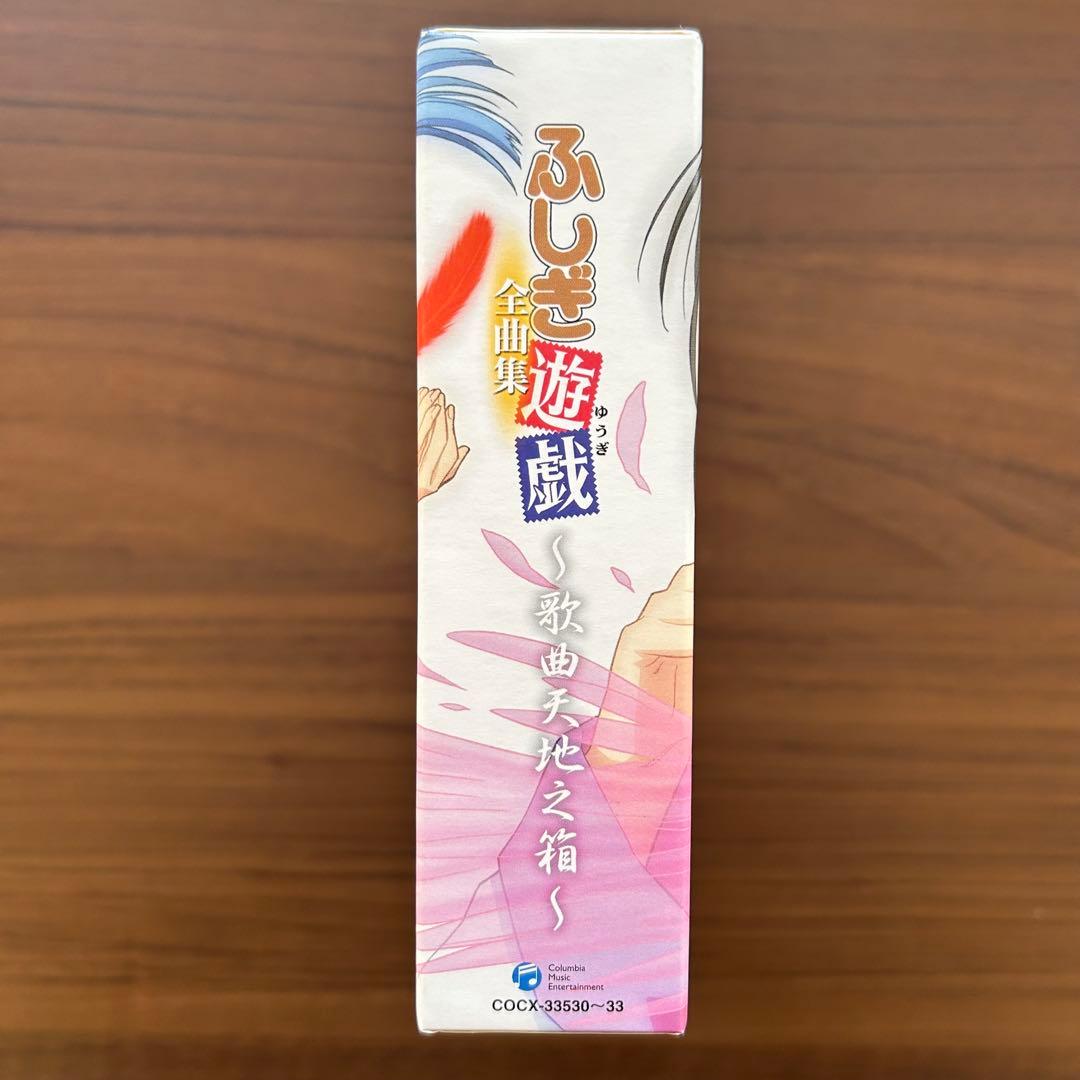 ふしぎ遊戯
ゆうぎ
全曲集
～歌曲天地之箱～
Columbia
Music
Entertainment
COCX-33530～33